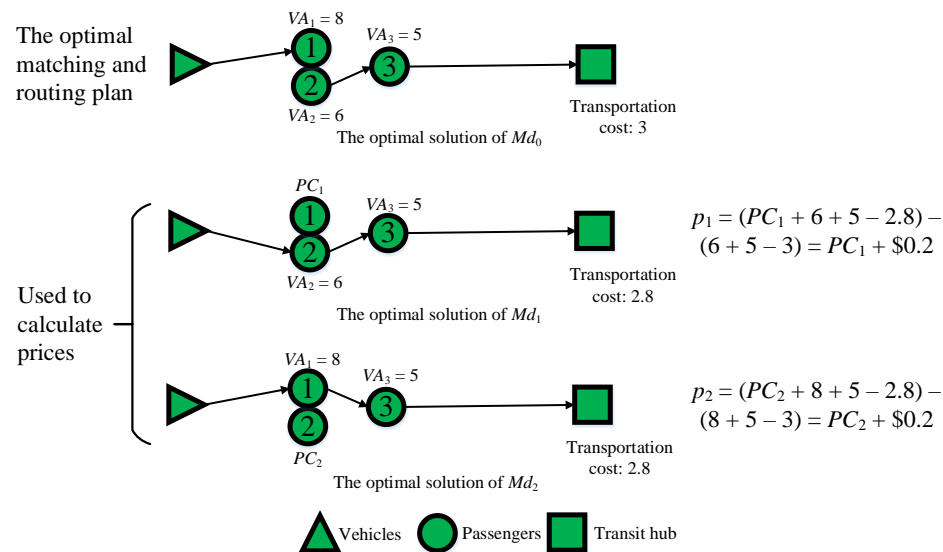 The optimal
matching and
routing plan
VA₁ = 8
1
2
VA₂ = 6
VA₃ = 5
3
Transportation
cost: 3
The optimal solution of Md₀
Used to
calculate
prices
PC₁
1
2
VA₂ = 6
VA₃ = 5
3
Transportation
cost: 2.8
The optimal solution of Md₁
p₁ = (PC₁ + 6 + 5 – 2.8) –
(6 + 5 – 3) = PC₁ + $0.2
VA₁ = 8
1
2
PC₂
VA₃ = 5
3
Transportation
cost: 2.8
The optimal solution of Md₂
p₂ = (PC₂ + 8 + 5 – 2.8) –
(8 + 5 – 3) = PC₂ + $0.2
Vehicles
Passengers
Transit hub